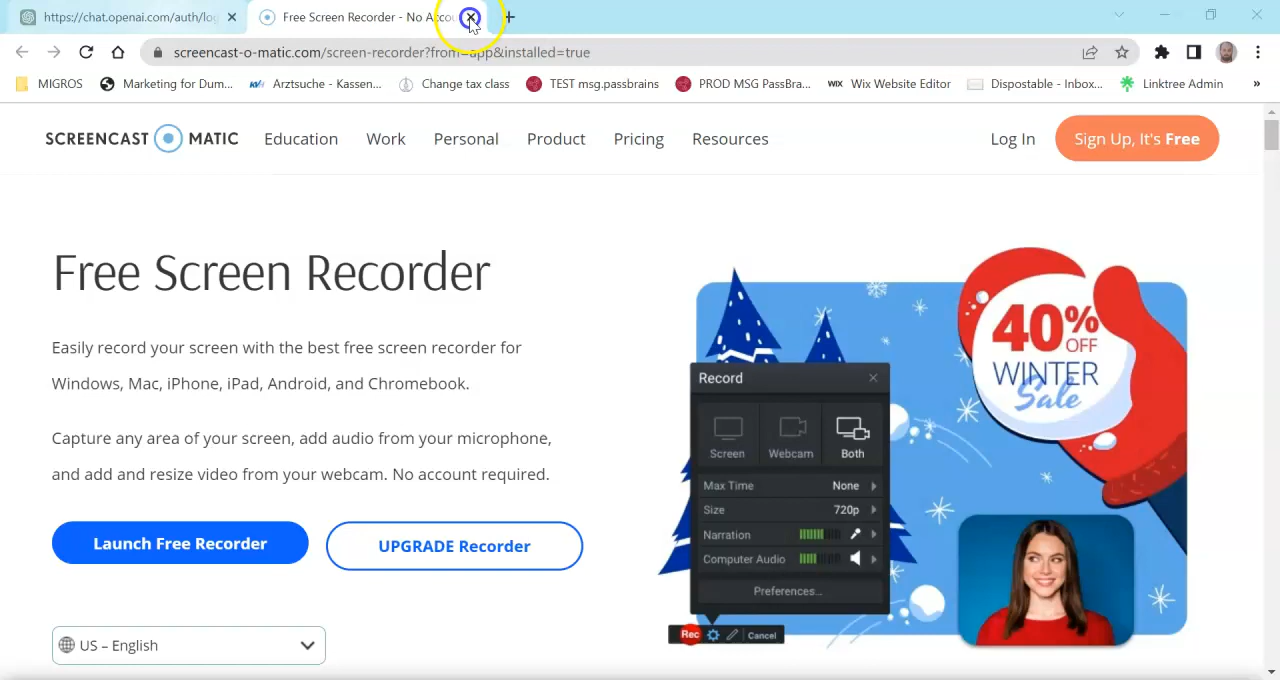 https://chat.openai.com/auth/log
Free Screen Recorder - No Accou
screencast-o-matic.com/screen-recorder?from=app&installed=true
MIGROS
Marketing for Dum...
Arztsuche - Kassen...
Change tax class
TEST msg.passbrains
PROD MSG PassBra...
WIX Wix Website Editor
Dispostable - Inbox...
Linktree Admin
»
SCREENCAST MATIC
Education
Work
Personal
Product
Pricing
Resources
Log In
Sign Up, It's Free
Free Screen Recorder
Easily record your screen with the best free screen recorder for
Windows, Mac, iPhone, iPad, Android, and Chromebook.
Capture any area of your screen, add audio from your microphone,
and add and resize video from your webcam. No account required.
Launch Free Recorder
UPGRADE Recorder
US – English
40%
OFF
WINTER
Sale
Record
Screen
Webcam
Both
Max Time None
Size 720p
Narration
Computer Audio
Preferences...
Rec
Cancel